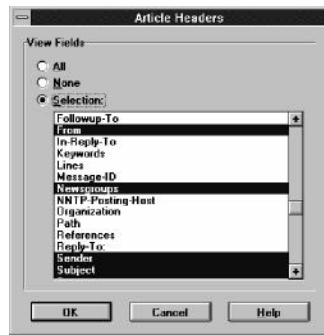 Article Headers
View Fields
All
None
Selection:
Followup-To
From
In-Reply-To
Keywords
Lines
Message-ID
Newsgroups
NNTP-Posting-Host
Organization
Path
References
Reply-To:
Sender
Subject
OK Cancel Help